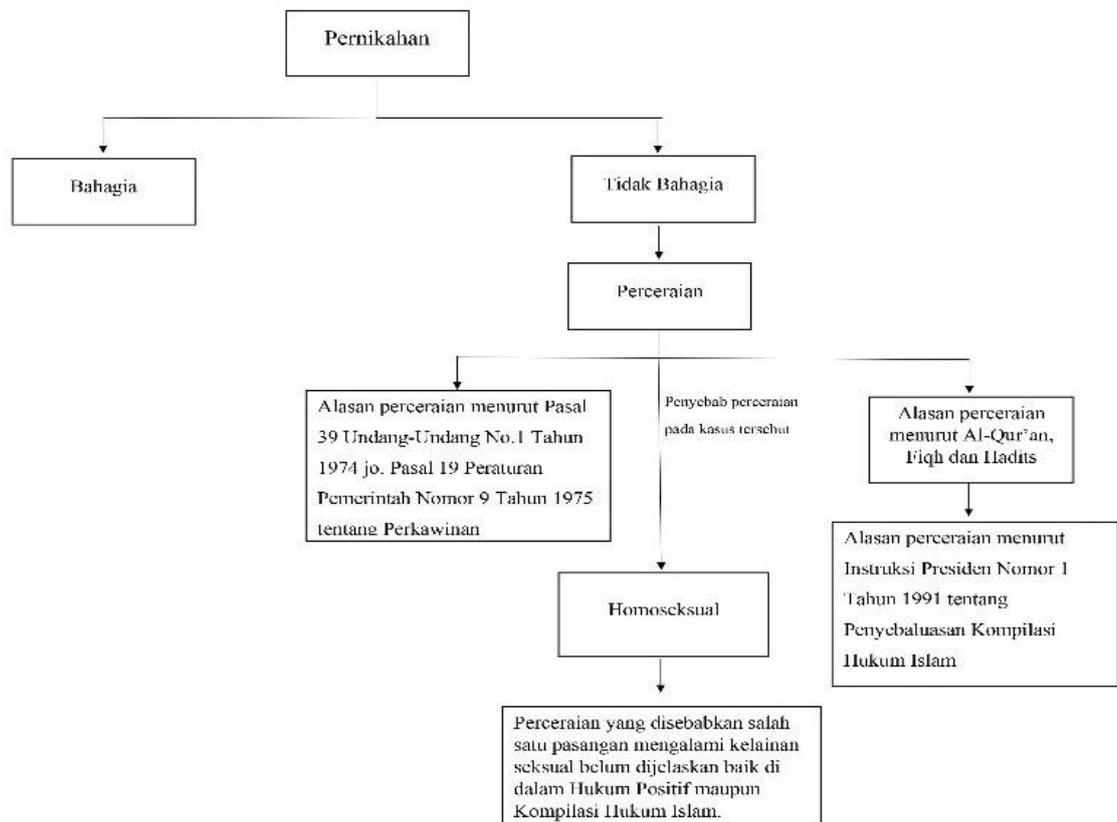 Pernikahan
Bahagia
Tidak Bahagia
Perceraian
Alasan perceraian menurut Pasal
39 Undang-Undang No.1 Tahun
1974 jo. Pasal 19 Peraturan
Pemerintah Nomor 9 Tahun 1975
tentang Perkawinan
Penyebab perceraian
pada kasus tersebut
Alasan perceraian
menurut Al-Qur'an,
Fiqh dan Hadits
Alasan perceraian menurut
Instruksi Presiden Nomor 1
Tahun 1991 tentang
Penyebaluasan Kompilasi
Hukum Islam
Homoseksual
Perceraian yang disebabkan salah
satu pasangan mengalami kelainan
seksual belum dijelaskan baik di
dalam Hukum Positif maupun
Kompilasi Hukum Islam.